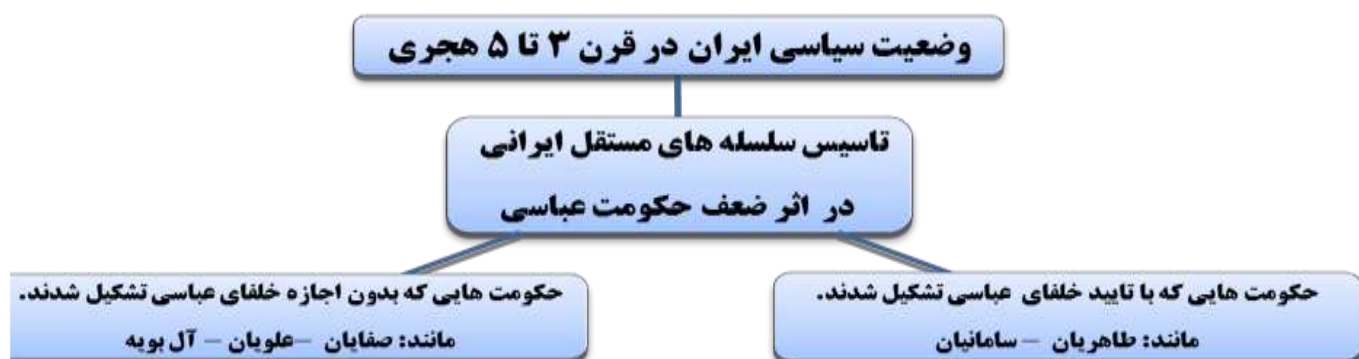 وضعیت سیاسی ایران در قرن ۳ تا ۵ هجری
تاسیس سلسله های مستقل ایرانی
در اثر ضعف حکومت عباسی
حکومت هایی که با تایید خلفای عباسی تشکیل شدند.
مانند: طاهریان – سامانیان
حکومت هایی که بدون اجازه خلفای عباسی تشکیل شدند.
مانند: صفایان –علویان – آل بویه